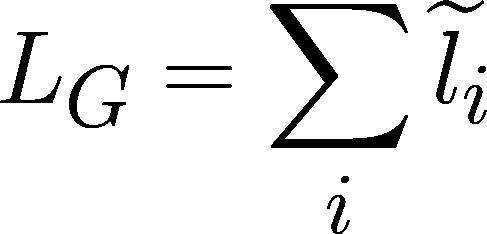 $L_G = \sum_i \widetilde{l}_i$